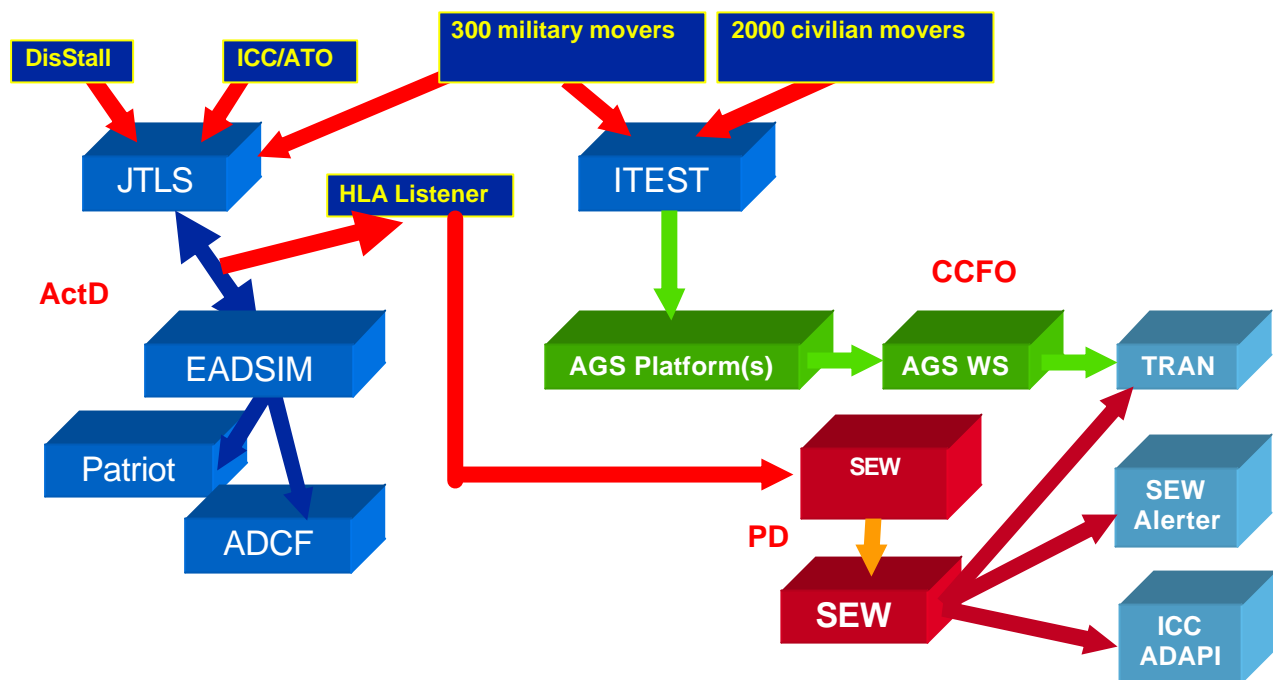 300 military movers
2000 civilian movers
DisStall
ICC/ATO
JTLS
ITEST
HLA Listener
CCFO
ActD
EADSIM
AGS Platform(s)
AGS WS
TRAN
Patriot
SEW
SEW
Alerter
ADCF
PD
SEW
ICC
ADAPI